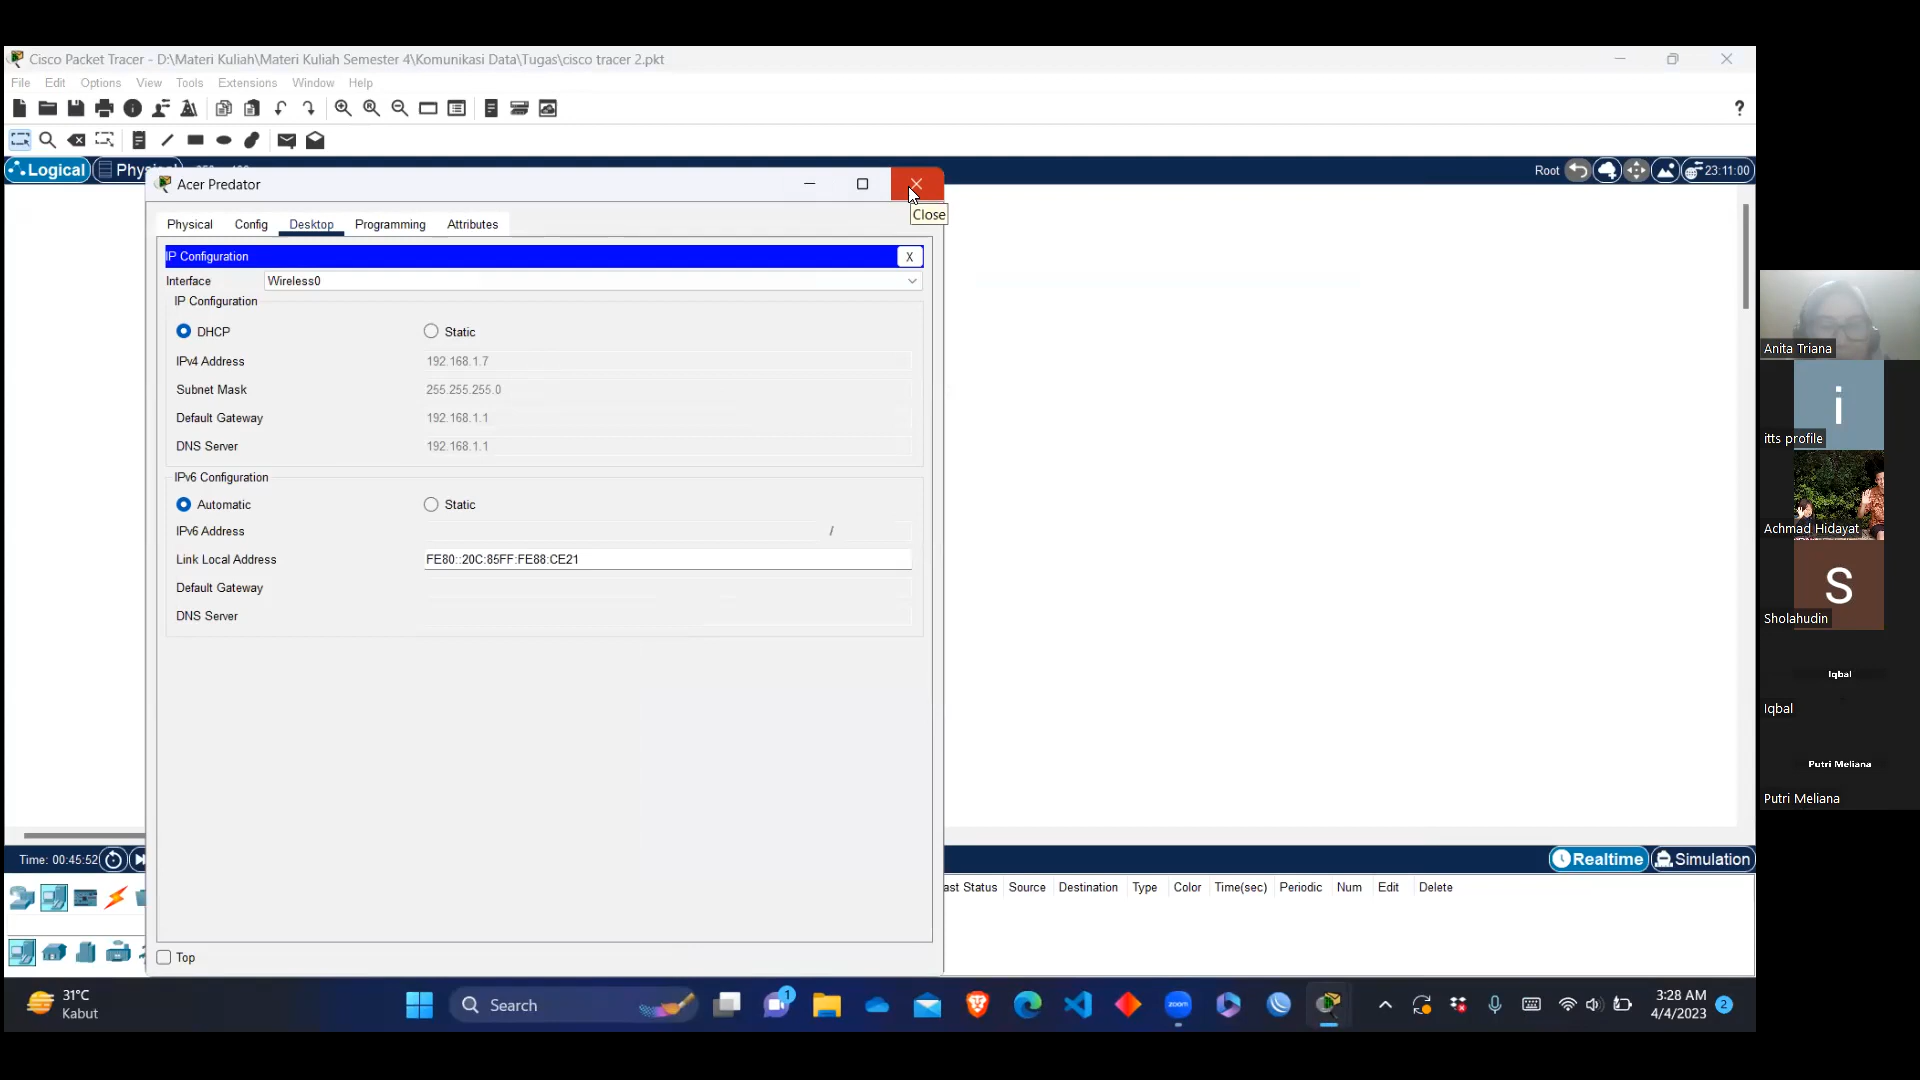 Cisco Packet Tracer - D:\Materi Kuliah\Materi Kuliah Semester 4\Komunikasi Data\Tugas\cisco tracer 2.pkt
File Edit Options View Tools Extensions Window Help
?
Logical
Root
23:11:00
Acer Predator
Close
Physical Config Desktop Programming Attributes
IP Configuration
X
Interface
Wireless0
IP Configuration
DHCP
Static
IPv4 Address
192.168.1.7
Subnet Mask
255.255.255.0
Default Gateway
192.168.1.1
DNS Server
192.168.1.1
IPv6 Configuration
Automatic
Static
IPv6 Address
/
Link Local Address
FE80::20C:85FF:FE88:CE21
Default Gateway
DNS Server
Top
Time: 00:45:52
Realtime
Simulation
ast Status Source Destination Type Color Time(sec) Periodic Num Edit Delete
Anita Triana
i
itts profile
Achmad Hidayat
S
Sholahudin
Iqbal
Iqbal
Putri Meliana
Putri Meliana
31°C
Kabut
Search
1
zoom
3:28 AM
4/4/2023
2